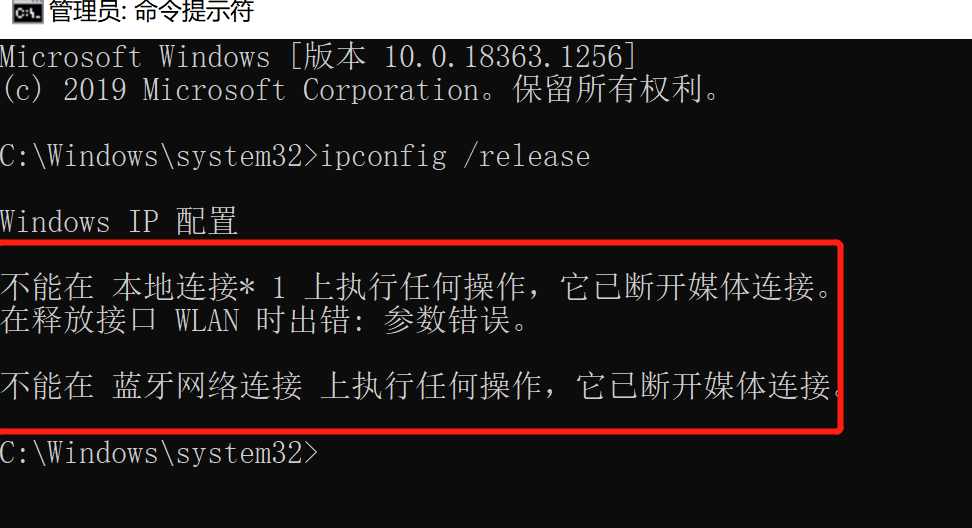 管理员: 命令提示符
Microsoft Windows [版本 10.0.18363.1256]
(c) 2019 Microsoft Corporation。保留所有权利。
C:\Windows\system32>ipconfig /release
Windows IP 配置
不能在 本地连接* 1 上执行任何操作，它已断开媒体连接。
在释放接口 WLAN 时出错: 参数错误。
不能在 蓝牙网络连接 上执行任何操作，它已断开媒体连接。
C:\Windows\system32>